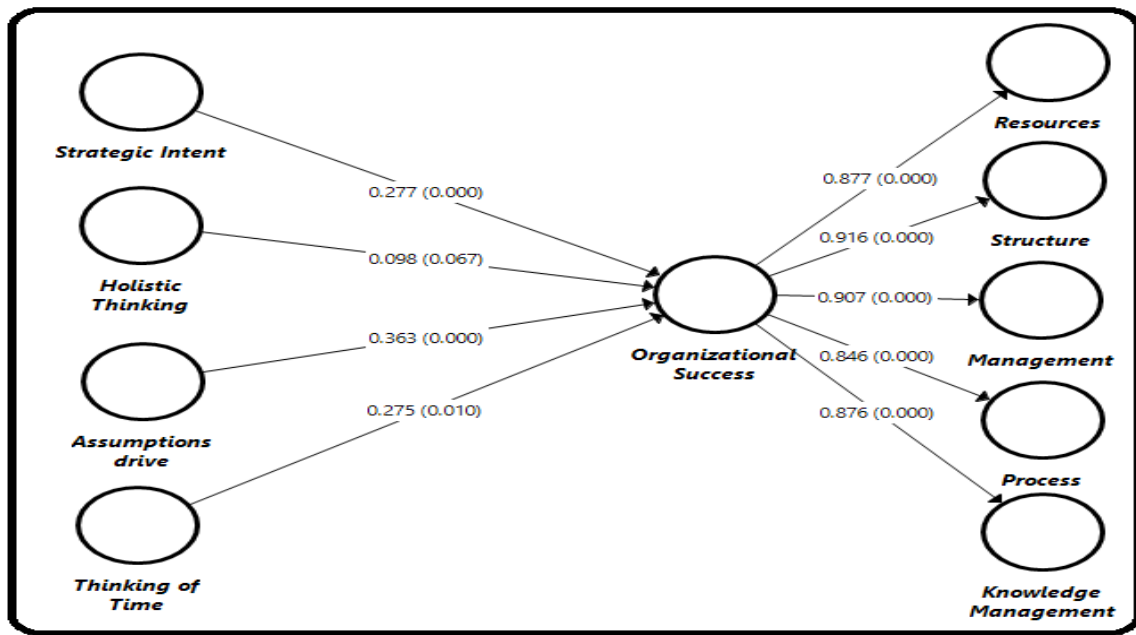 Strategic Intent
Holistic
Thinking
Assumptions
drive
Thinking of
Time
0.277 (0.000)
0.098 (0.067)
0.363 (0.000)
0.275 (0.010)
Organizational
Success
0.877 (0.000)
0.916 (0.000)
0.907 (0.000)
0.846 (0.000)
0.876 (0.000)
Resources
Structure
Management
Process
Knowledge
Management